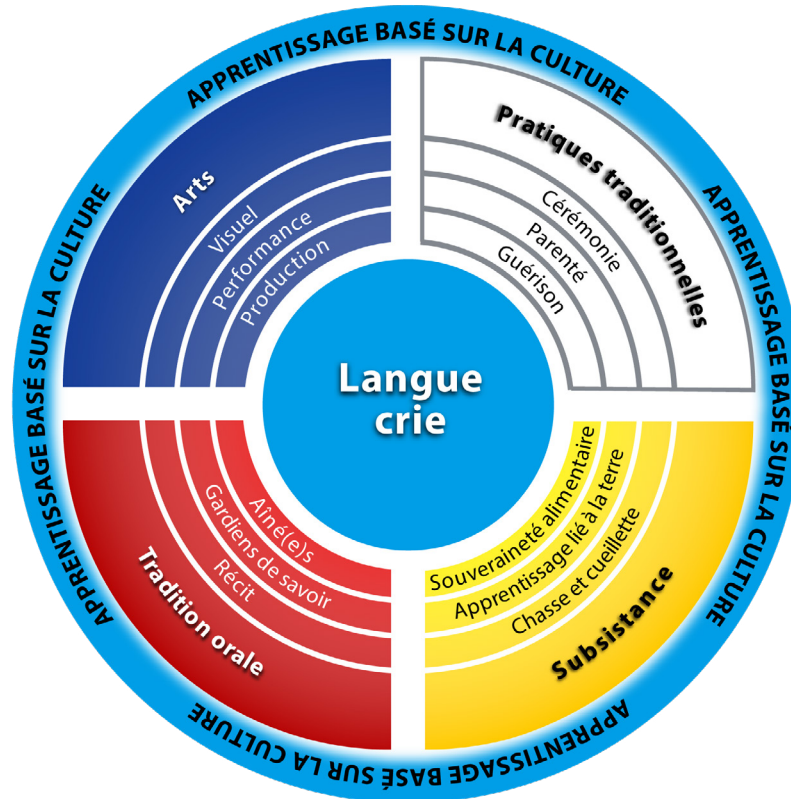 APPRENTISSAGE BASÉ SUR LA CULTURE
APPRENTISSAGE BASÉ SUR LA CULTURE
APPRENTISSAGE BASÉ SUR LA CULTURE
APPRENTISSAGE BASÉ SUR LA CULTURE
Arts
Visuel
Performance
Production
Pratiques traditionnelles
Cérémonie
Parenté
Guérison
Langue
crie
Aîné(e)s
Gardiens de savoir
Récit
Tradition orale
Souveraineté alimentaire
Apprentissage lié à la terre
Chasse et cueillette
Subsistance